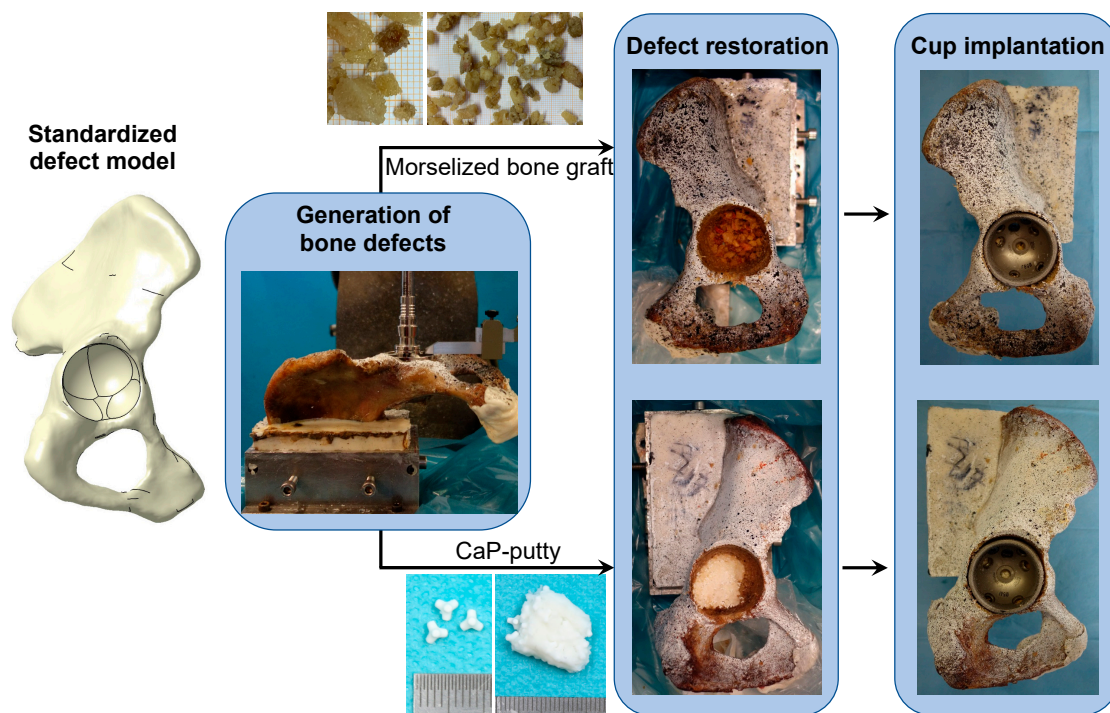 Standardized
defect model
Generation of
bone defects
Morselized bone graft
CaP-putty
Defect restoration
Cup implantation